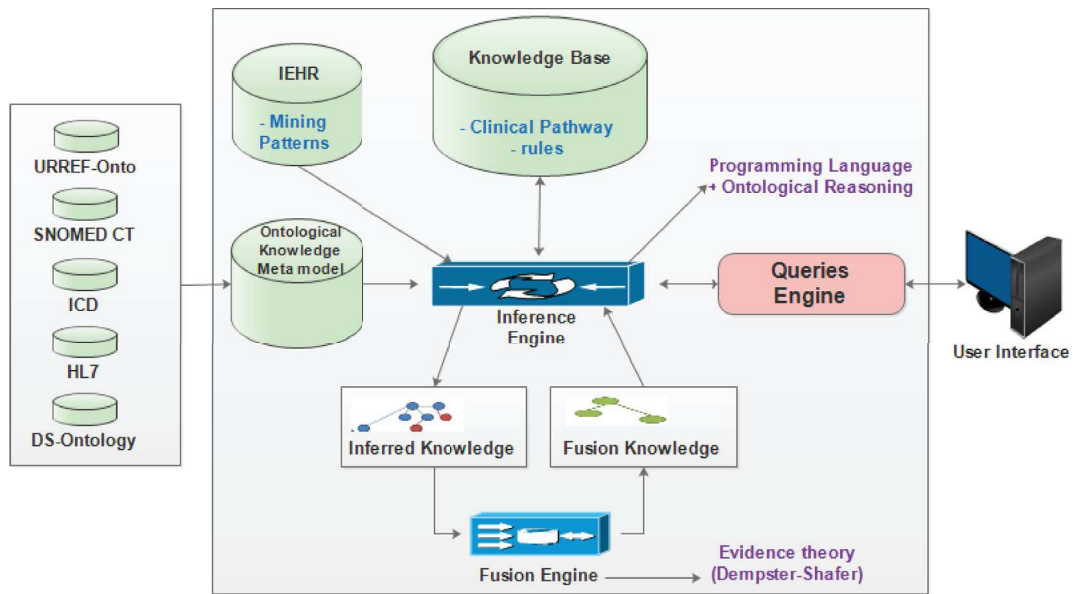 IEHR
- Mining
Patterns
Knowledge Base
- Clinical Pathway
- rules
URREF-Onto
SNOMED CT
ICD
HL7
DS-Ontology
Ontological
Knowledge
Meta model
Programming Language
+ Ontological Reasoning
Inference
Engine
Queries
Engine
User Interface
Inferred Knowledge
Fusion Knowledge
Fusion Engine
Evidence theory
(Dempster-Shafer)